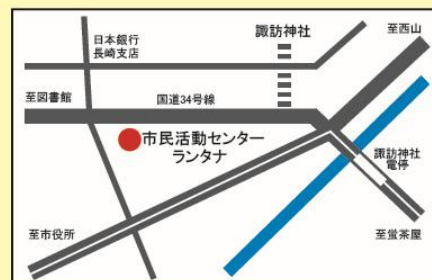 日本銀行
長崎支店
諏訪神社
至西山
至図書館
国道34号線
市民活動センター
ランタナ
諏訪神社
電停
至市役所
至蛍茶屋